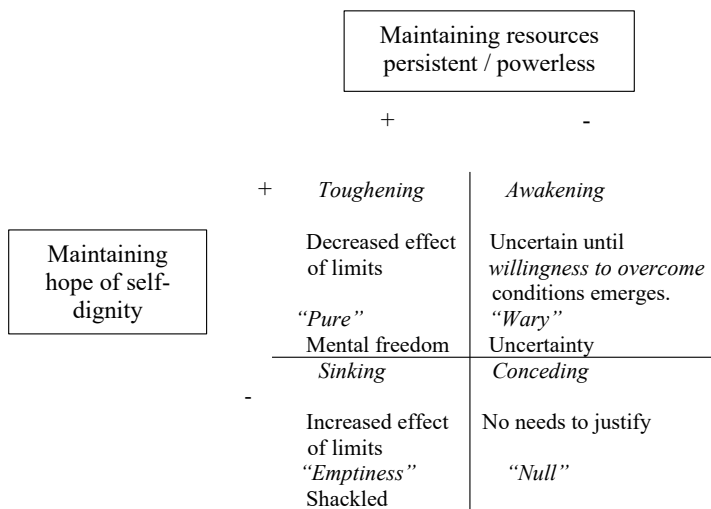 Maintaining resources
persistent / powerless
+ -
+ Toughening Awakening
Maintaining
hope of self-
dignity
Decreased effect
of limits
Uncertain until
willingness to overcome
conditions emerges.
“Pure” “Wary”
Mental freedom Uncertainty
- Sinking Conceding
Increased effect
of limits
No needs to justify
“Emptiness” “Null”
Shackled